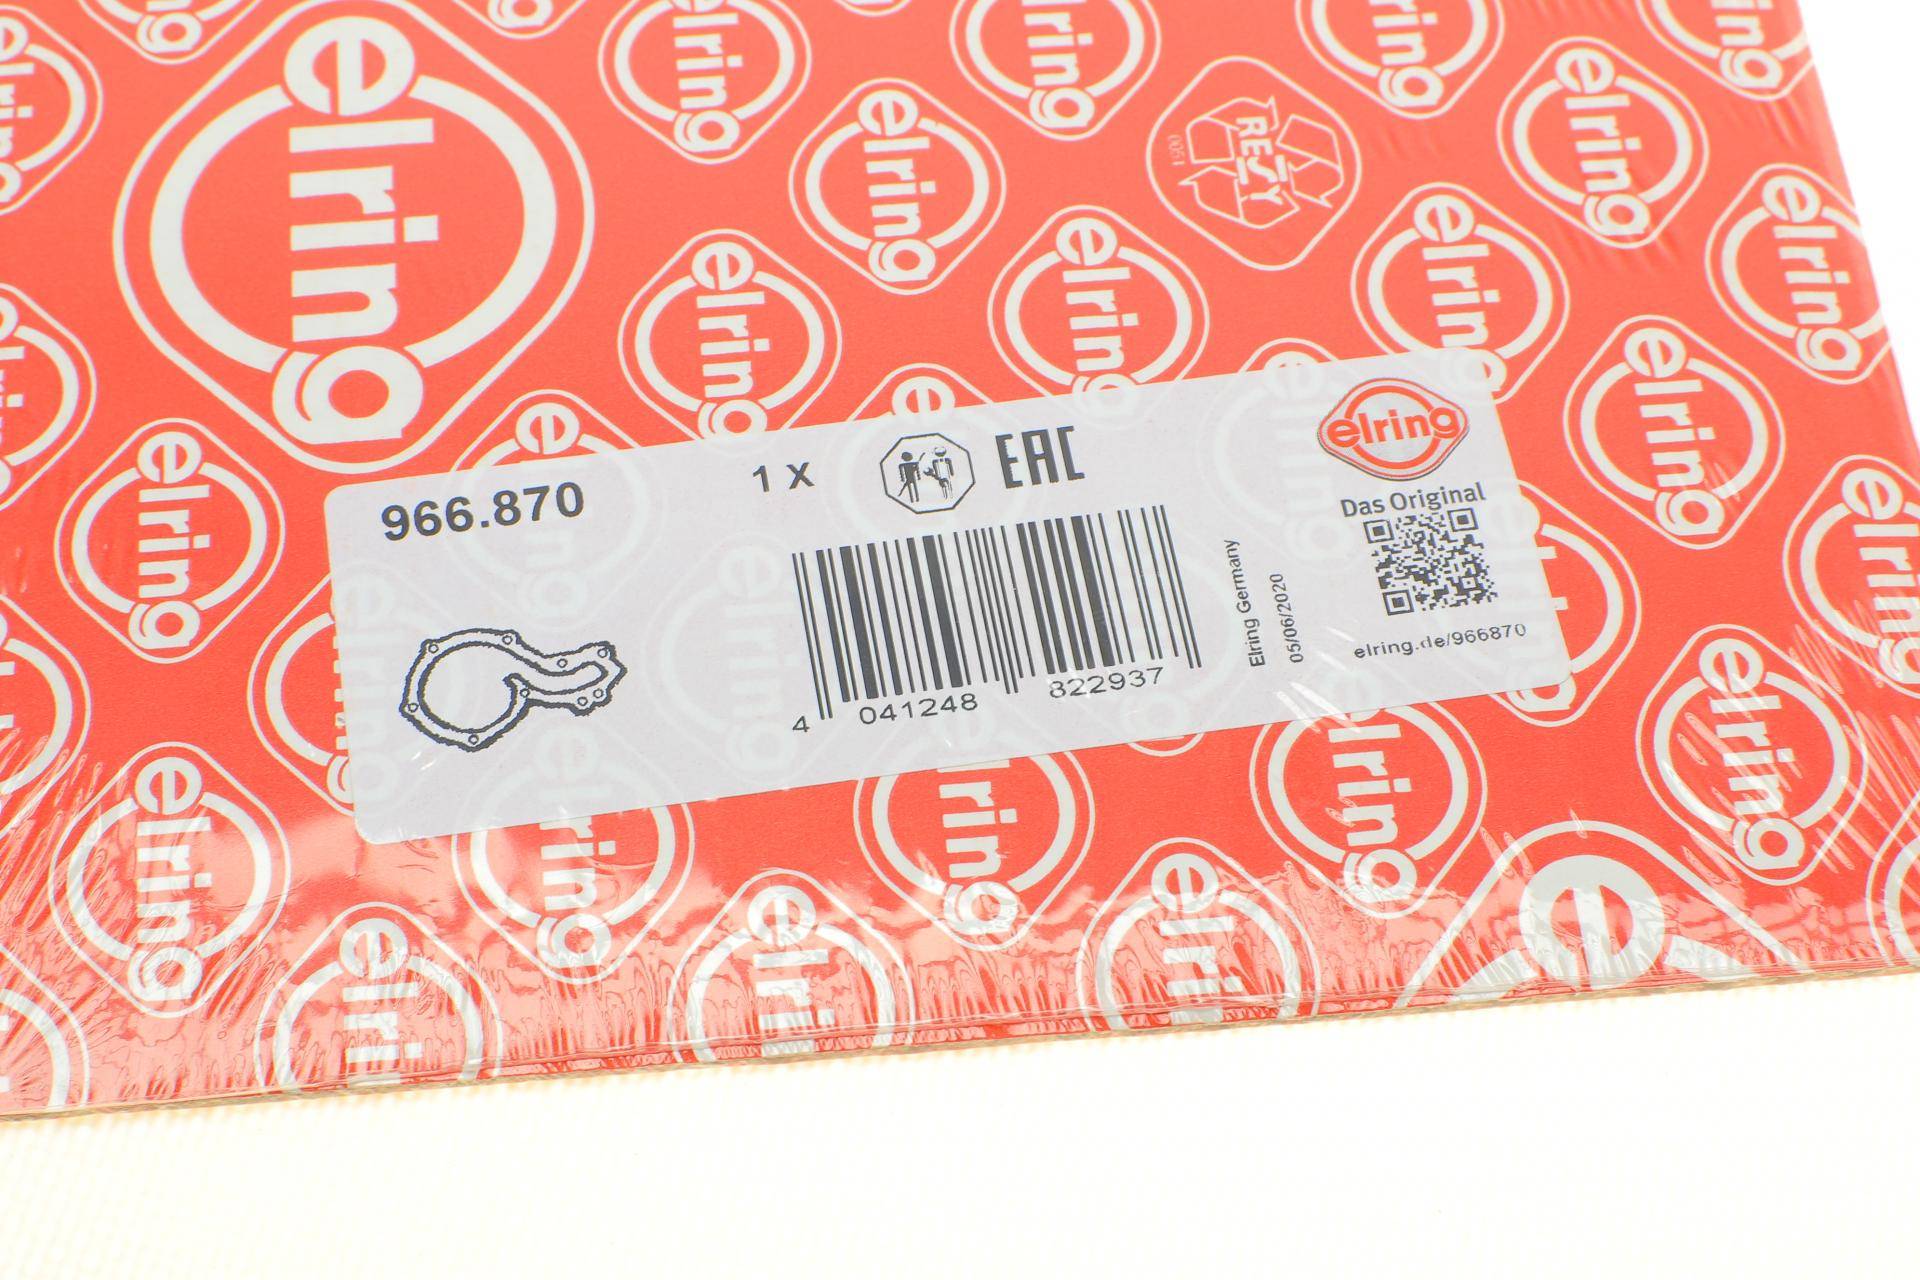 elring
RESY
0051
966.870
1 X
EAC
elring
Das Original
4 041248 822937
Elring Germany
05/06/2020
elring.de/966870